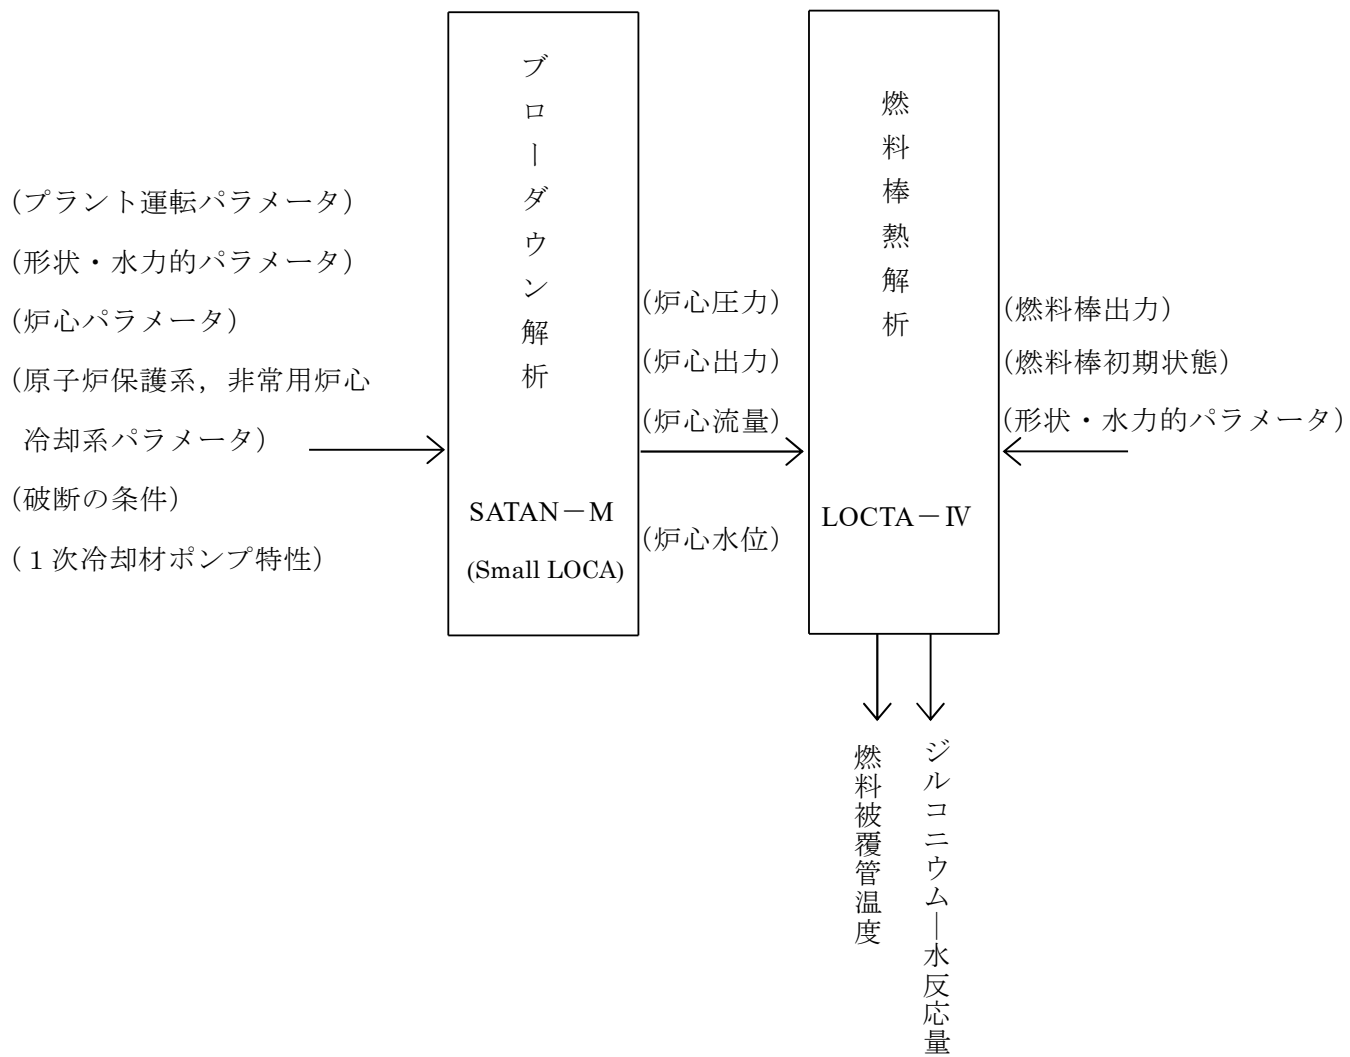 (プラント運転パラメータ)
(形状・水力的パラメータ)
(炉心パラメータ)
(原子炉保護系，非常用炉心
冷却系パラメータ)
(破断の条件)
(１次冷却材ポンプ特性)
ブローダウン解析
SATAN－M
(Small LOCA)
(炉心圧力)
(炉心出力)
(炉心流量)
(炉心水位)
燃料棒熱解析
LOCTA－Ⅳ
(燃料棒出力)
(燃料棒初期状態)
(形状・水力的パラメータ)
燃料被覆管温度
ジルコニウム―水反応量